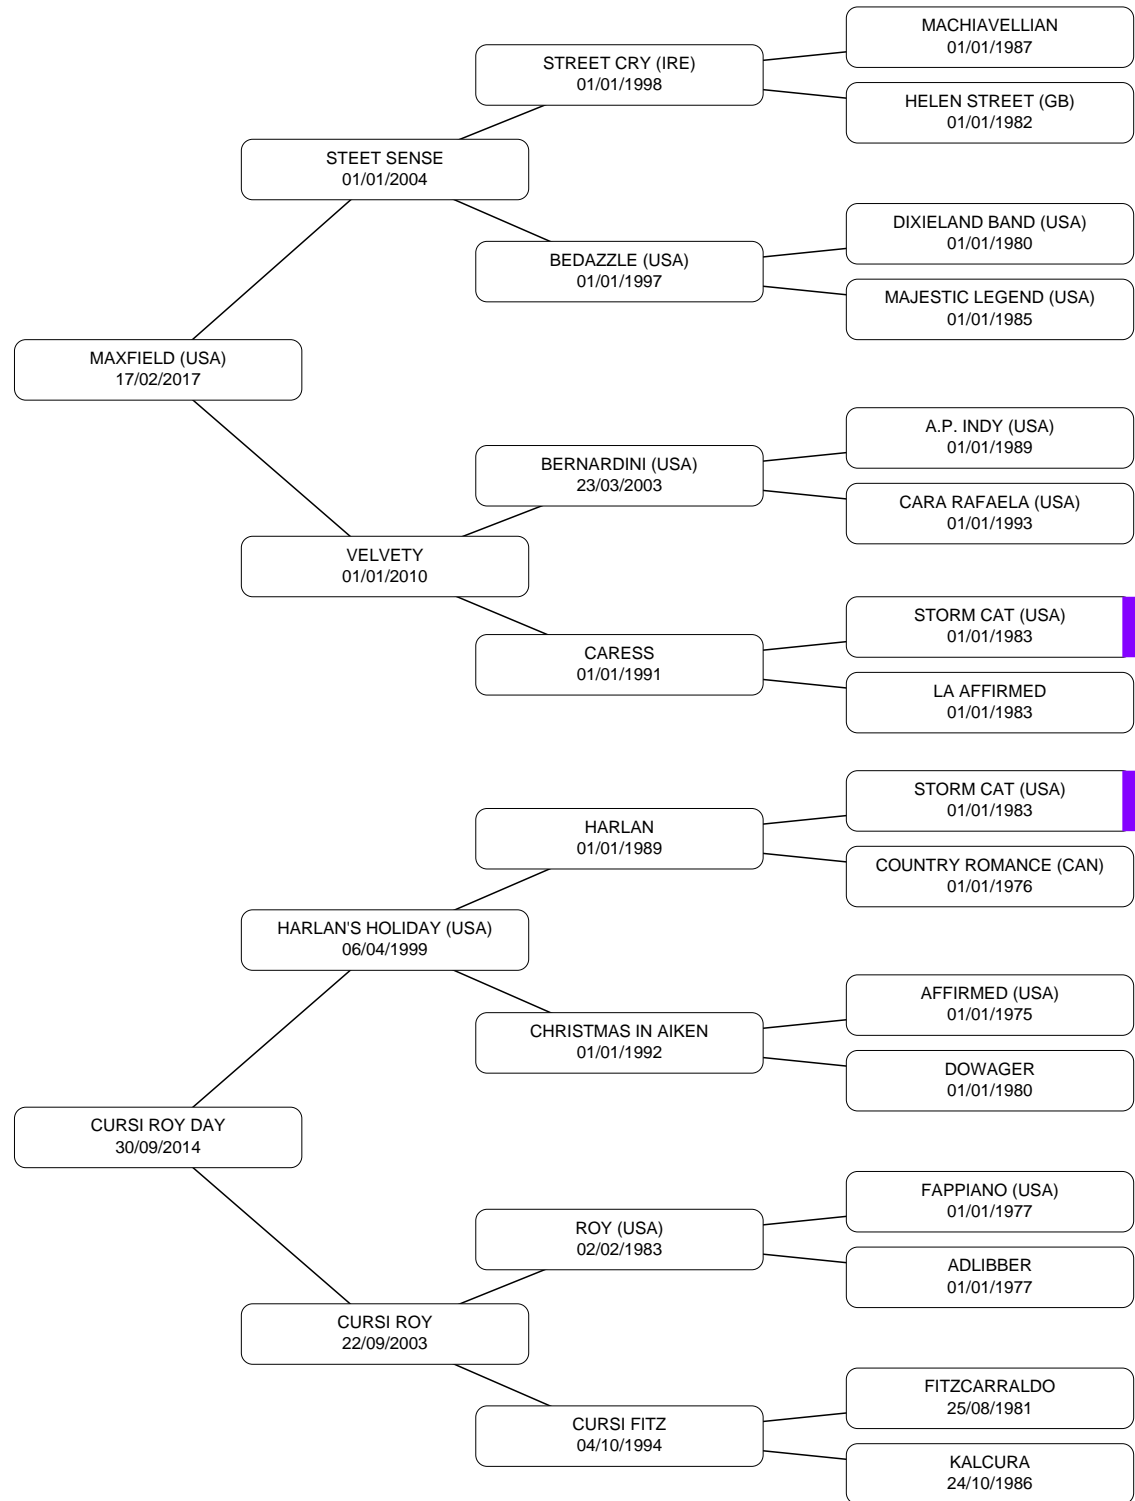 MACHIAVELLIAN
01/01/1987
STREET CRY (IRE)
01/01/1998
HELEN STREET (GB)
01/01/1982
STEET SENSE
01/01/2004
DIXIELAND BAND (USA)
01/01/1980
BEDAZZLE (USA)
01/01/1997
MAJESTIC LEGEND (USA)
01/01/1985
MAXFIELD (USA)
17/02/2017
A.P. INDY (USA)
01/01/1989
BERNARDINI (USA)
23/03/2003
CARA RAFAELA (USA)
01/01/1993
VELVETY
01/01/2010
STORM CAT (USA)
01/01/1983
CARESS
01/01/1991
LA AFFIRMED
01/01/1983
STORM CAT (USA)
01/01/1983
HARLAN
01/01/1989
COUNTRY ROMANCE (CAN)
01/01/1976
HARLAN'S HOLIDAY (USA)
06/04/1999
AFFIRMED (USA)
01/01/1975
CHRISTMAS IN AIKEN
01/01/1992
DOWAGER
01/01/1980
CURSI ROY DAY
30/09/2014
FAPPIANO (USA)
01/01/1977
ROY (USA)
02/02/1983
ADLIBBER
01/01/1977
CURSI ROY
22/09/2003
FITZCARRALDO
25/08/1981
CURSI FITZ
04/10/1994
KALCURA
24/10/1986